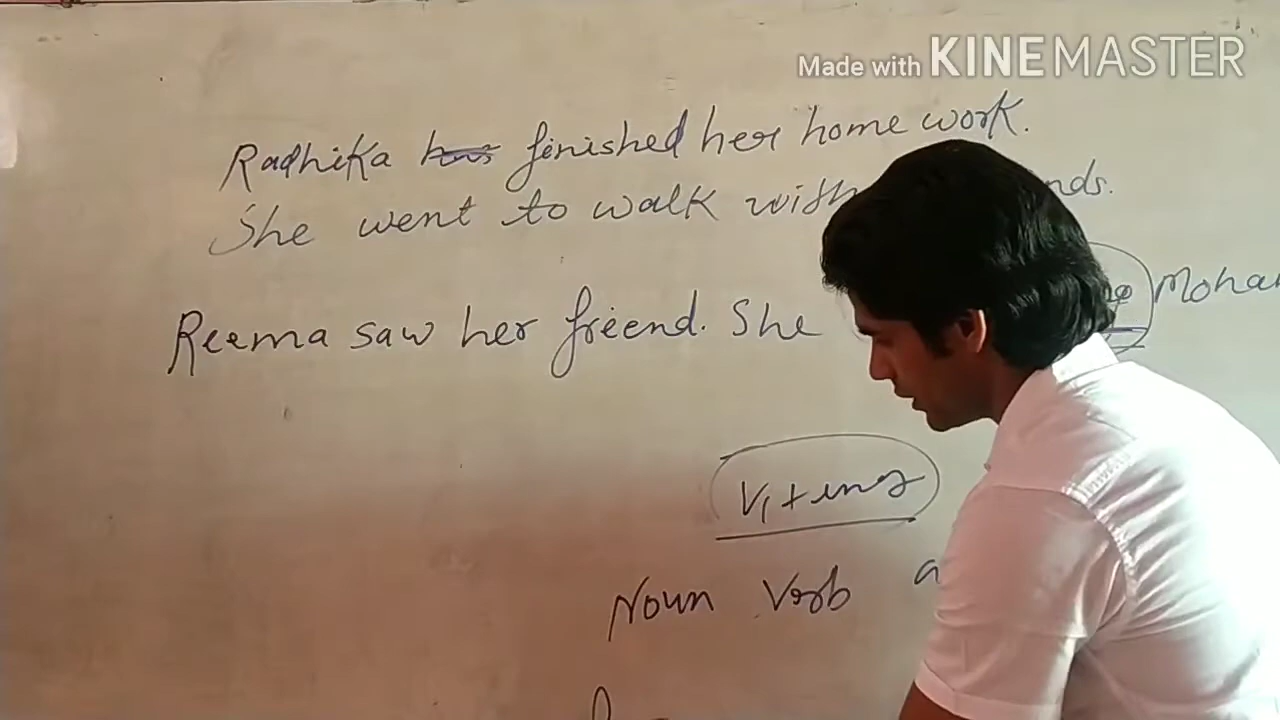 Made with KINEMASTER
Radhika finished her home work.
She went to walk with
Reema saw her friend. She
Mohan
V1 + ing
Noun Verb a